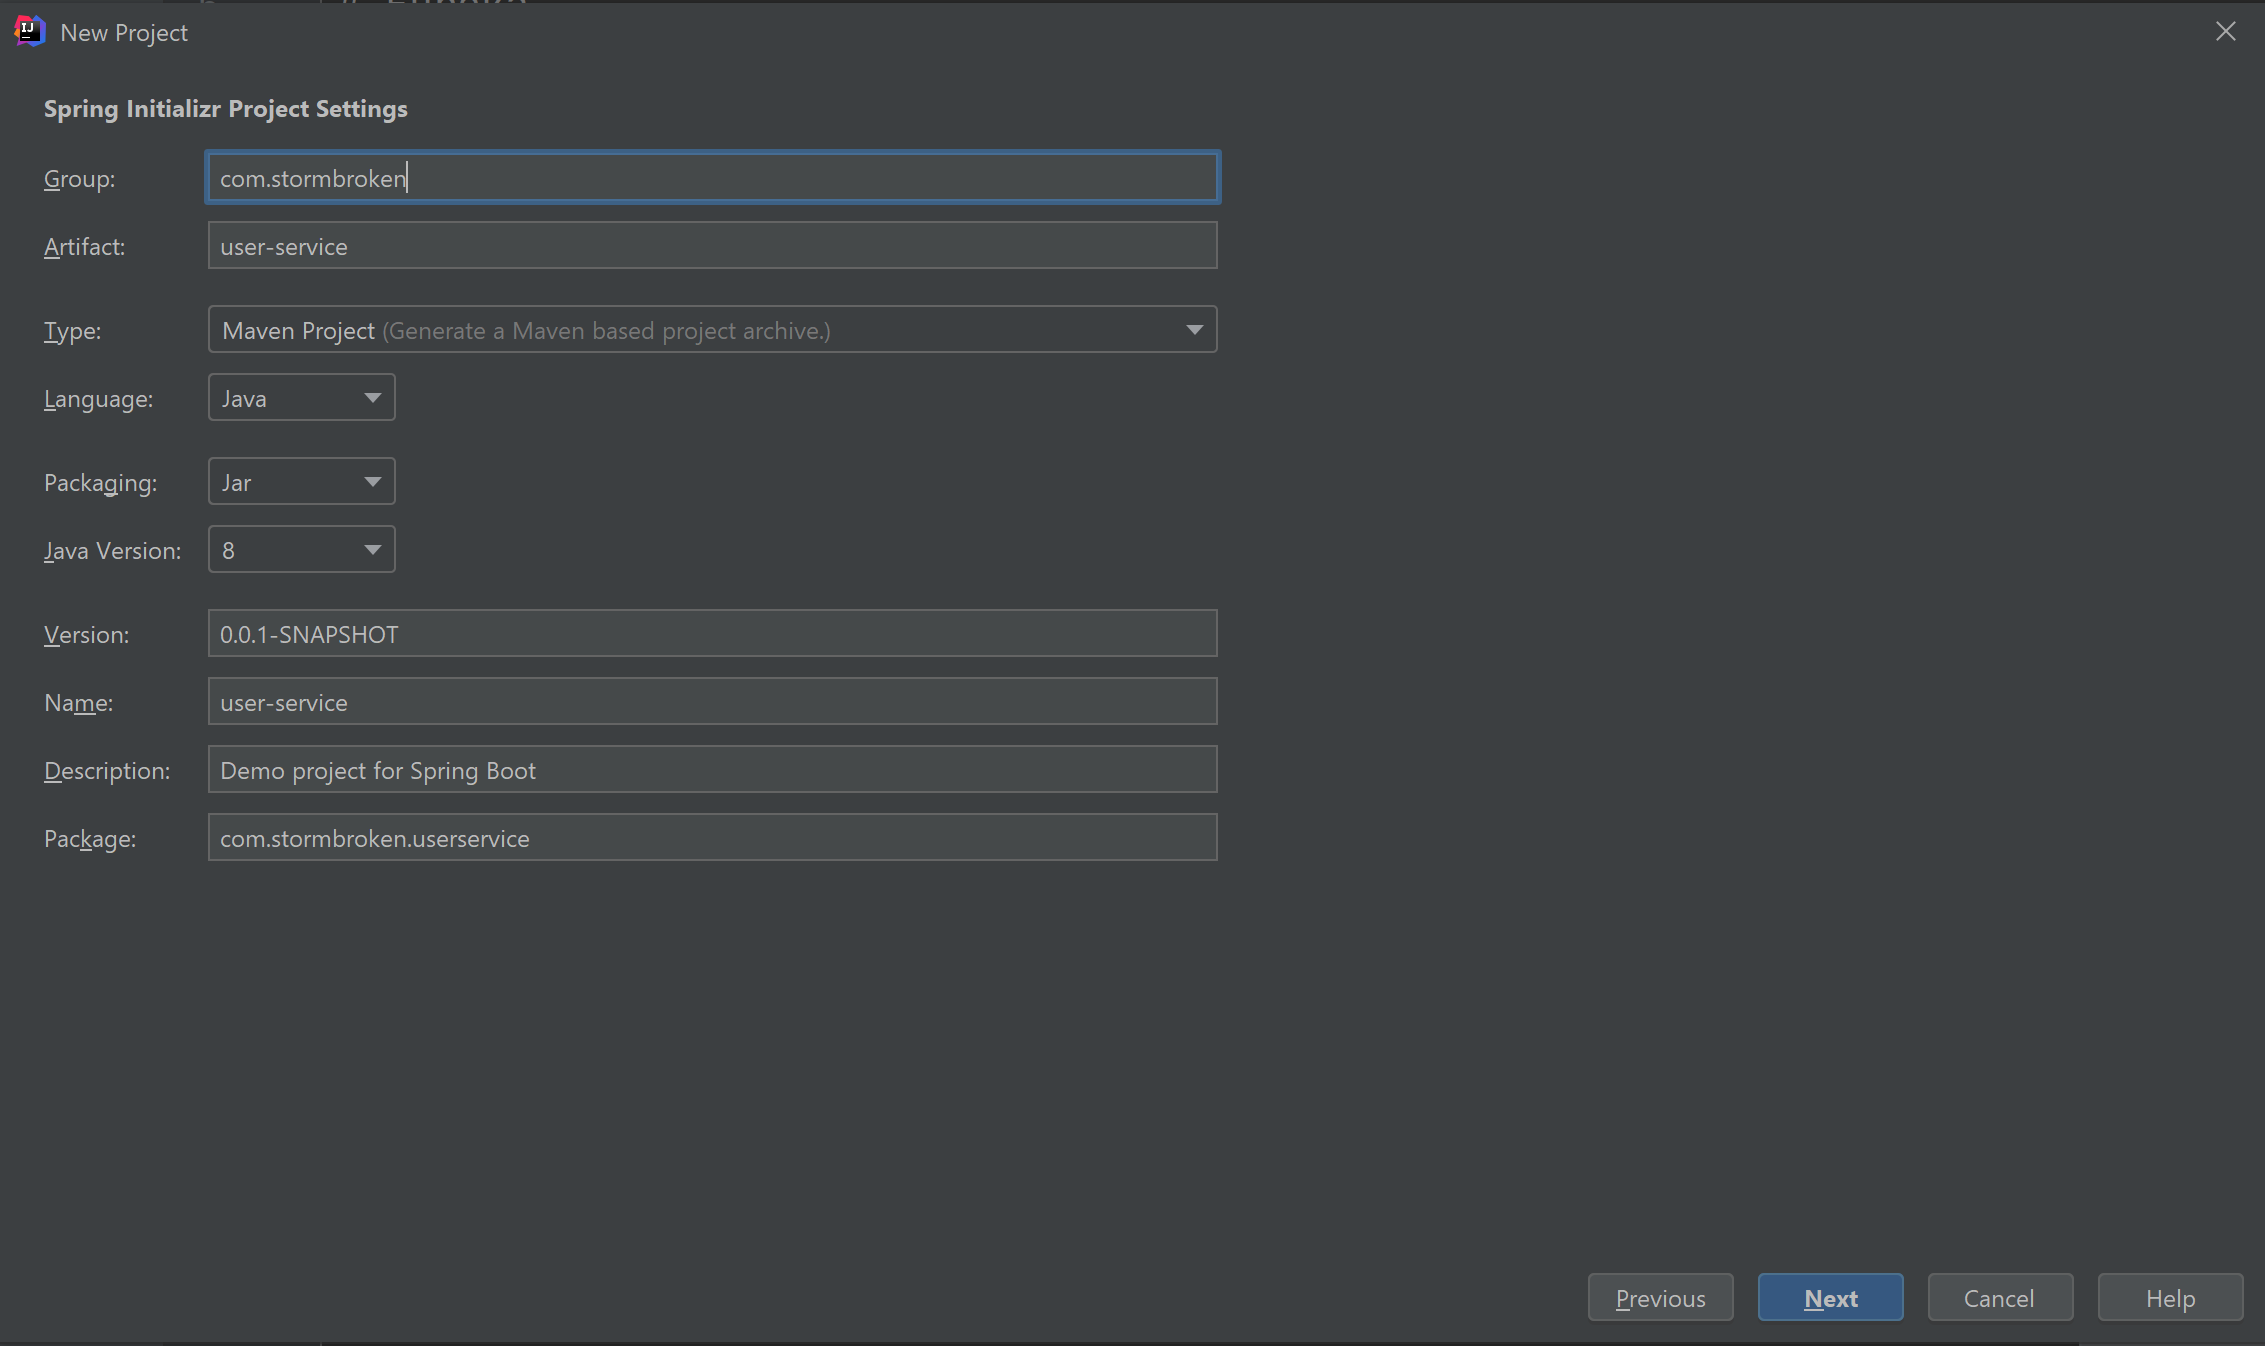 New Project
Spring Initializr Project Settings
Group: com.stormbroken
Artifact: user-service
Type: Maven Project (Generate a Maven based project archive.)
Language: Java
Packaging: Jar
Java Version: 8
Version: 0.0.1-SNAPSHOT
Name: user-service
Description: Demo project for Spring Boot
Package: com.stormbroken.userservice
Previous Next Cancel Help